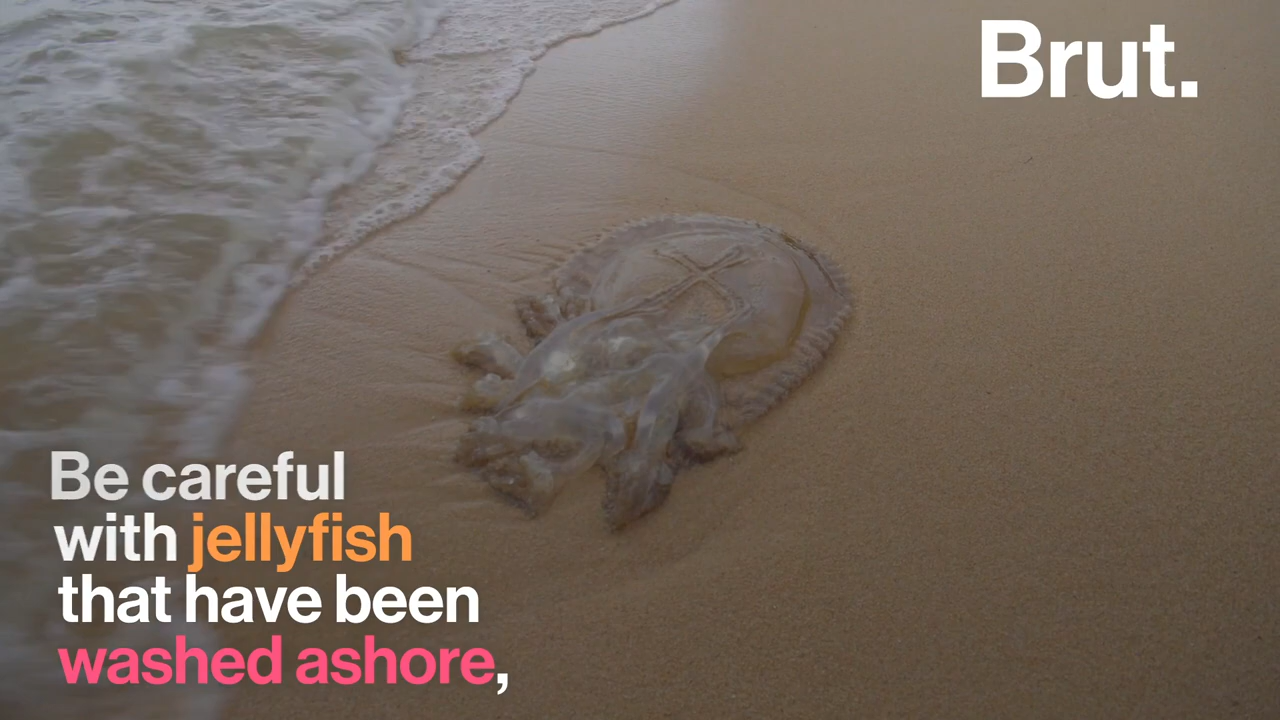 Brut.
Be careful
with jellyfish
that have been
washed ashore,